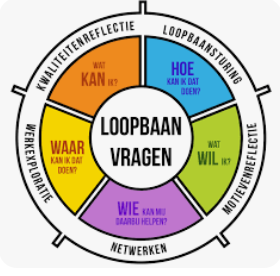 KWALITEITENREFLECTIE
LOOPBAANSTURING
WAT
KAN IK?
HOE
KAN IK DAT
DOEN?
WAAR
KAN IK DAT
DOEN?
LOOPBAAN
VRAGEN
WAT
WIL IK?
WIE KAN MIJ
DAARBIJ HELPEN?
WERKEXPLORATIE
MOTIEVENREFLECTIE
NETWERKEN